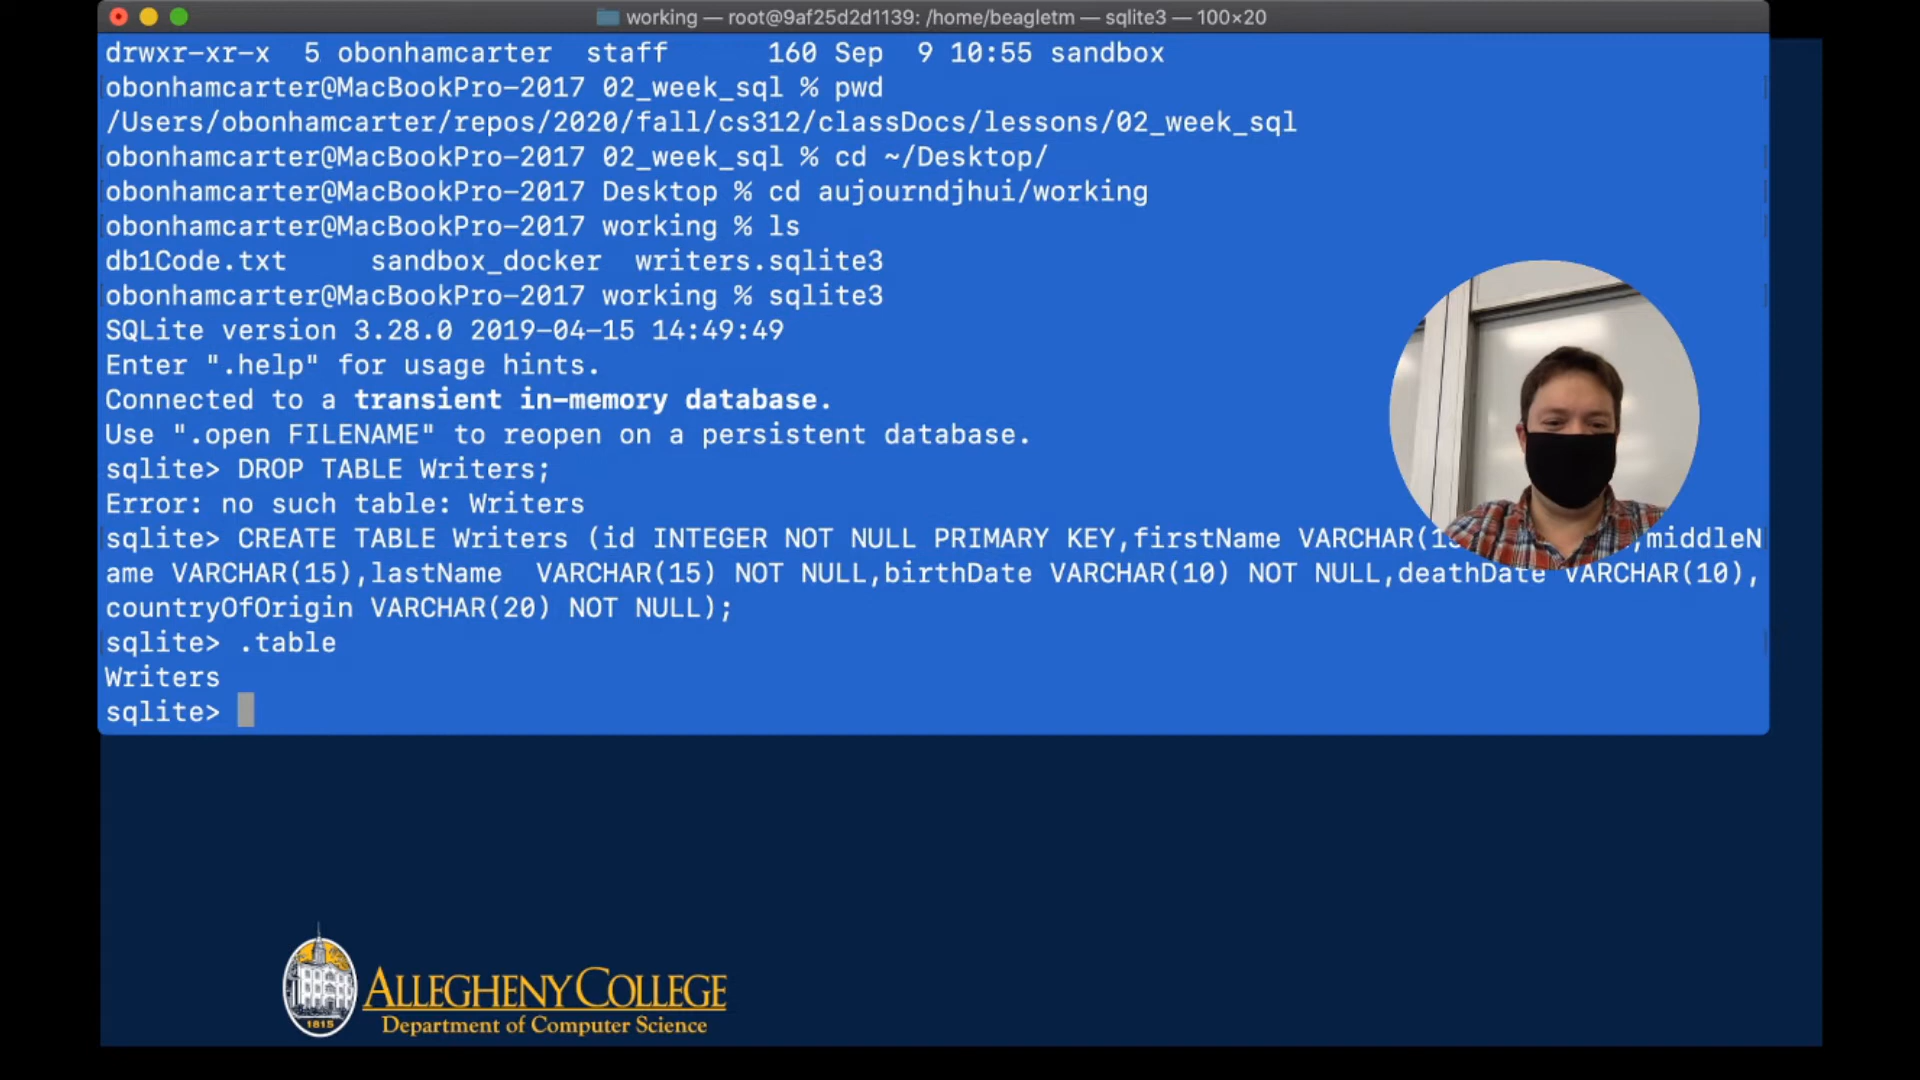 working — root@9af25d2d1139: /home/beagletm — sqlite3 — 100×20
drwxr-xr-x  5 obonhamcarter  staff     160 Sep  9 10:55 sandbox
obonhamcarter@MacBookPro-2017 02_week_sql % pwd
/Users/obonhamcarter/repos/2020/fall/cs312/classDocs/lessons/02_week_sql
obonhamcarter@MacBookPro-2017 02_week_sql % cd ~/Desktop/
obonhamcarter@MacBookPro-2017 Desktop % cd aujourndjhui/working
obonhamcarter@MacBookPro-2017 working % ls
db1Code.txt     sandbox_docker  writers.sqlite3
obonhamcarter@MacBookPro-2017 working % sqlite3
SQLite version 3.28.0 2019-04-15 14:49:49
Enter ".help" for usage hints.
Connected to a transient in-memory database.
Use ".open FILENAME" to reopen on a persistent database.
sqlite> DROP TABLE Writers;
Error: no such table: Writers
sqlite> CREATE TABLE Writers (id INTEGER NOT NULL PRIMARY KEY,firstName VARCHAR( ,middleN
ame VARCHAR(15),lastName  VARCHAR(15) NOT NULL,birthDate VARCHAR(10) NOT NULL,deathDate VARCHAR(10),
countryOfOrigin VARCHAR(20) NOT NULL);
sqlite> .table
Writers
sqlite>
1815
ALLEGHENY COLLEGE
Department of Computer Science